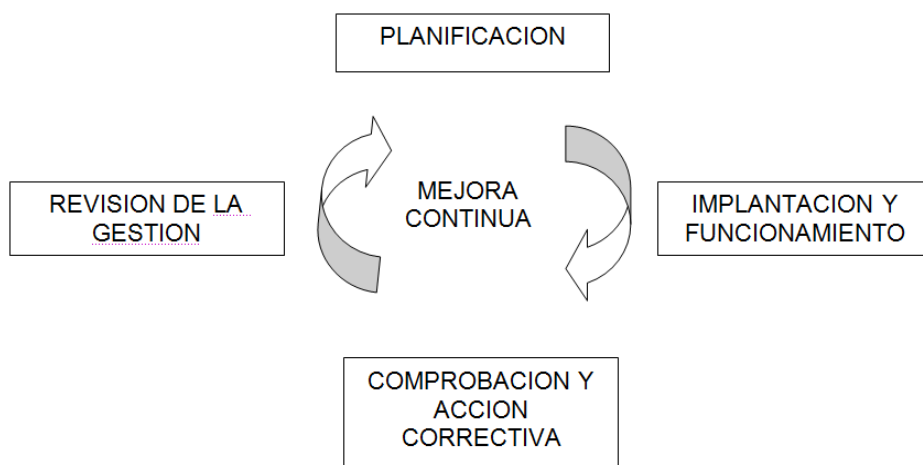 PLANIFICACION
REVISION DE LA
GESTION
MEJORA
CONTINUA
IMPLANTACION Y
FUNCIONAMIENTO
COMPROBACION Y
ACCION
CORRECTIVA